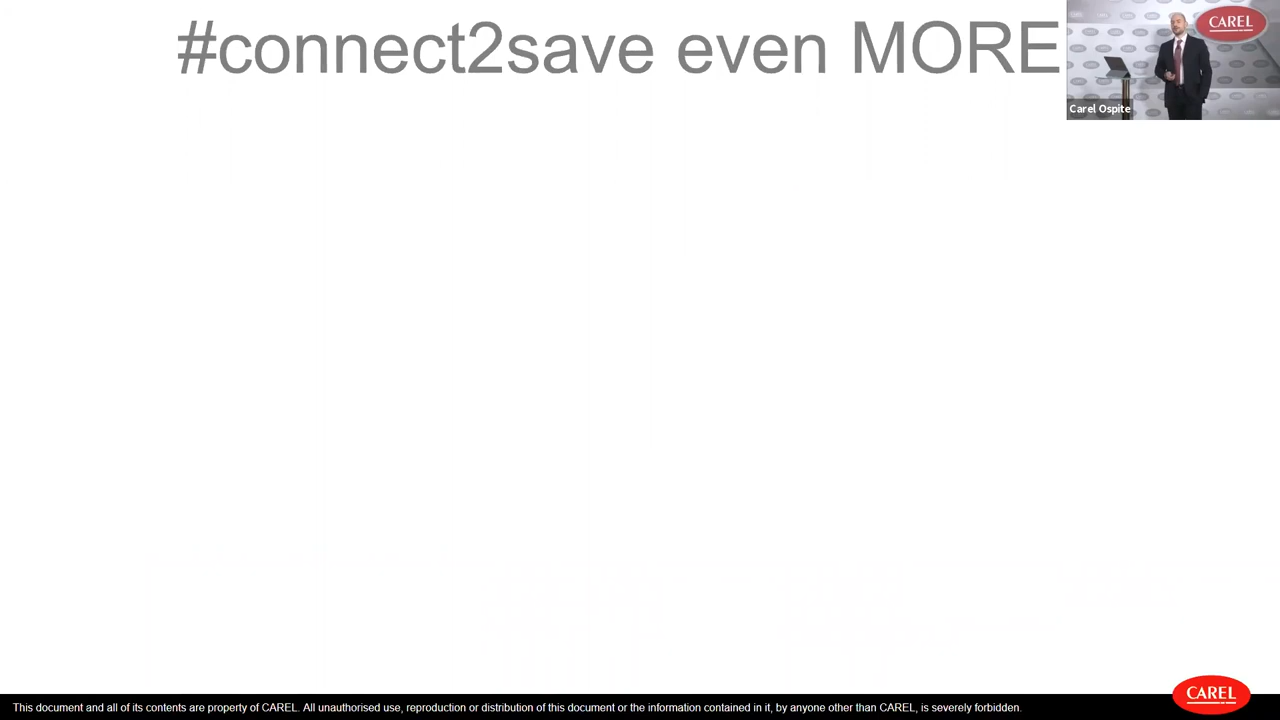 #connect2save even MORE
CAREL
Carel Ospite
CAREL
This document and all of its contents are property of CAREL. All unauthorised use, reproduction or distribution of this document or the information contained in it, by anyone other than CAREL, is severely forbidden.